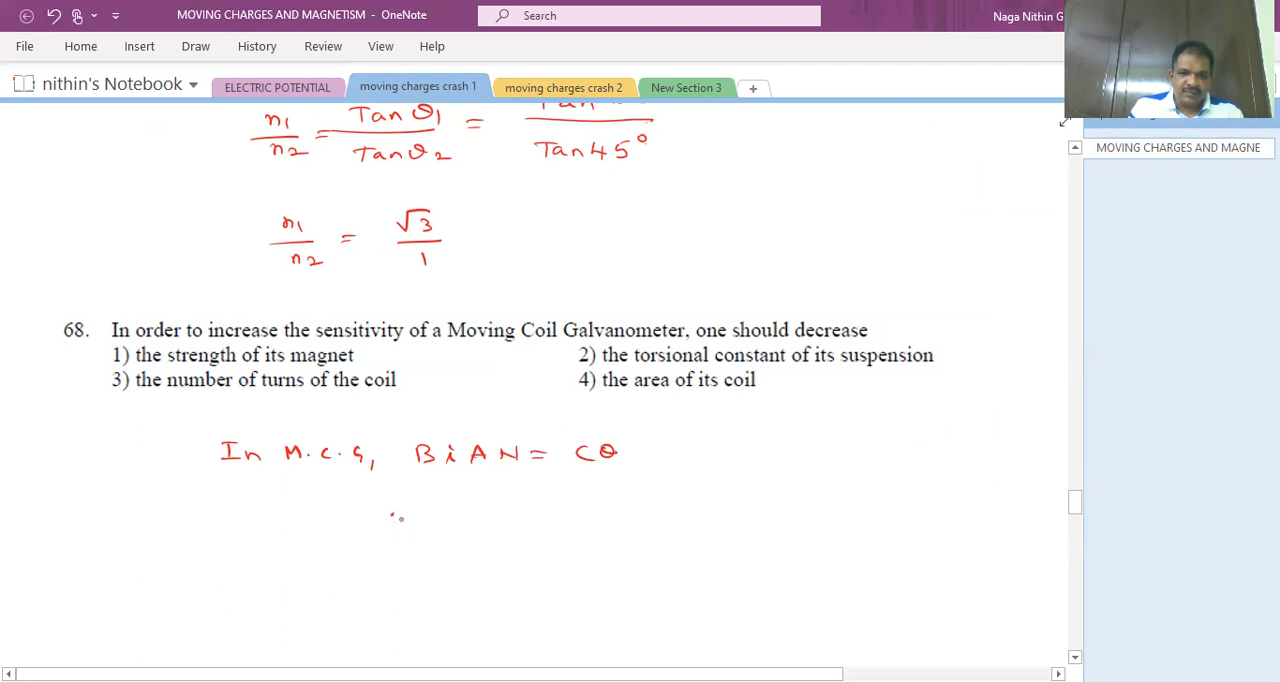 MOVING CHARGES AND MAGNETISM - OneNote
Search
Naga Nithin G
File Home Insert Draw History Review View Help
nithin's Notebook
ELECTRIC POTENTIAL
moving charges crash 1
moving charges crash 2
New Section 3
MOVING CHARGES AND MAGNE
n1/n2 = Tanθ1/Tanθ2 = Tan /Tan 45°
n1/n2 = √3/1
68. In order to increase the sensitivity of a Moving Coil Galvanometer, one should decrease
1) the strength of its magnet 2) the torsional constant of its suspension
3) the number of turns of the coil 4) the area of its coil
In M.C.G, BiAN = Cθ